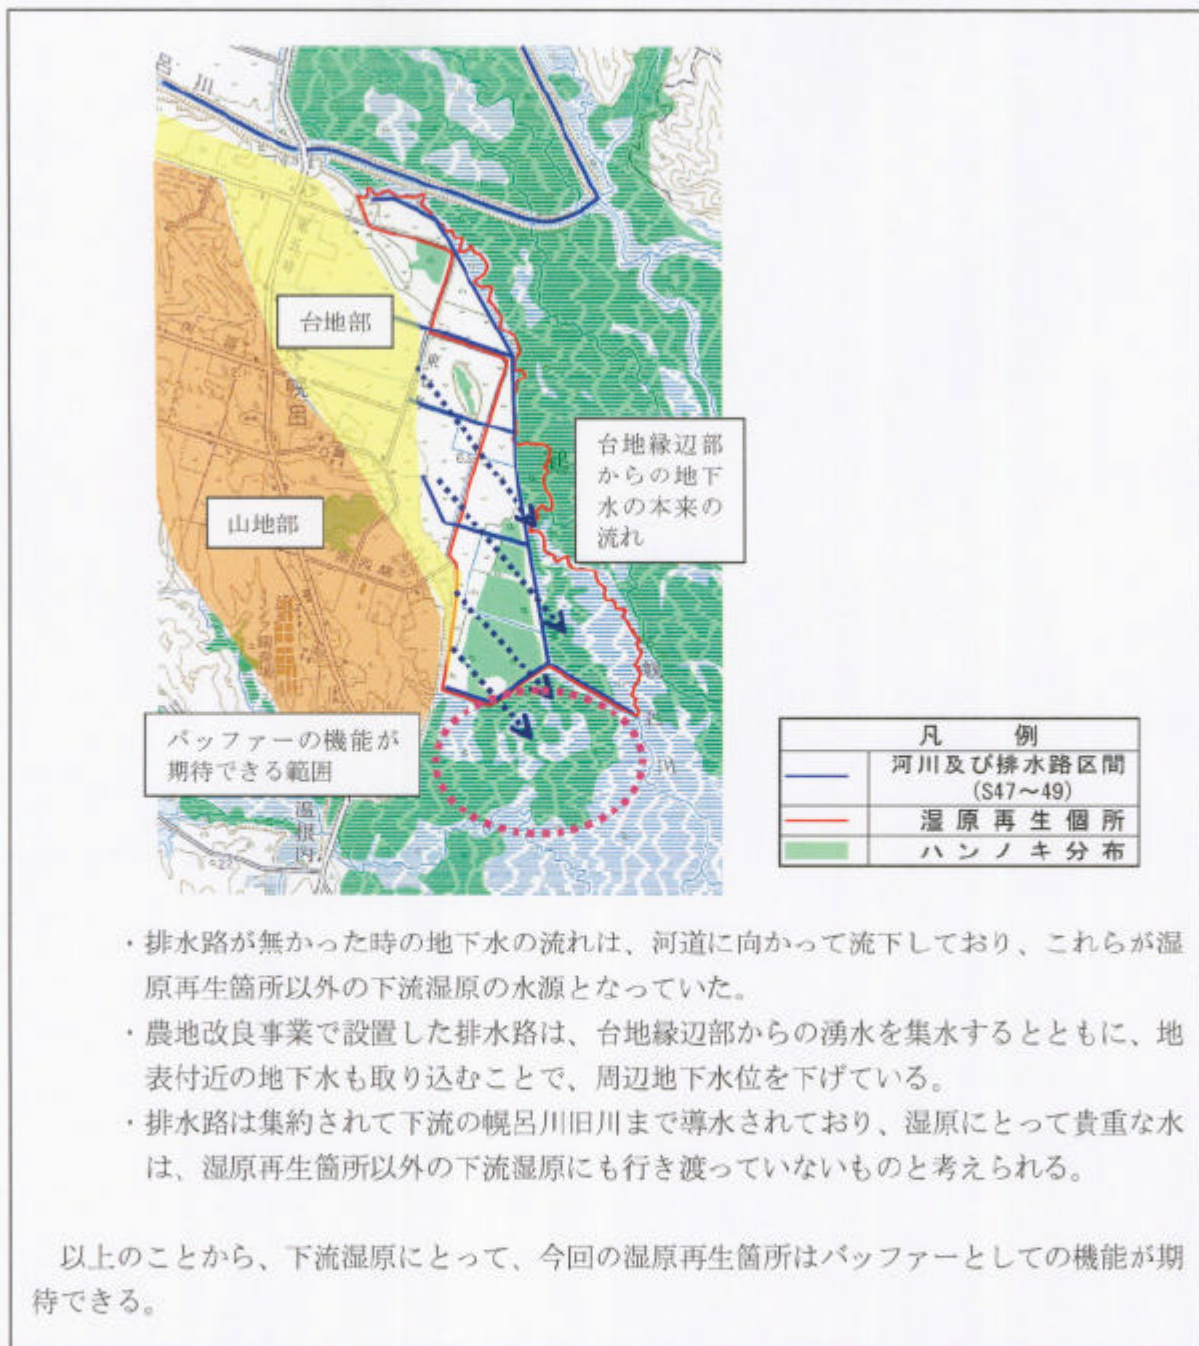 呂川
台地部
東
台地縁辺部
からの地下
水の本来の
流れ
山地部
バッファーの機能が
期待できる範囲
温根内
川
凡 例
河川及び排水路区間
(S47～49)
湿原再生個所
ハンノキ分布
・排水路が無かった時の地下水の流れは、河道に向かって流下しており、これらが湿
原再生箇所以外の下流湿原の水源となっていた。
・農地改良事業で設置した排水路は、台地縁辺部からの湧水を集水するとともに、地
表付近の地下水も取り込むことで、周辺地下水位を下げている。
・排水路は集約されて下流の幌呂川旧川まで導水されており、湿原にとって貴重な水
は、湿原再生箇所以外の下流湿原にも行き渡っていないものと考えられる。
以上のことから、下流湿原にとって、今回の湿原再生箇所はバッファーとしての機能が期
待できる。